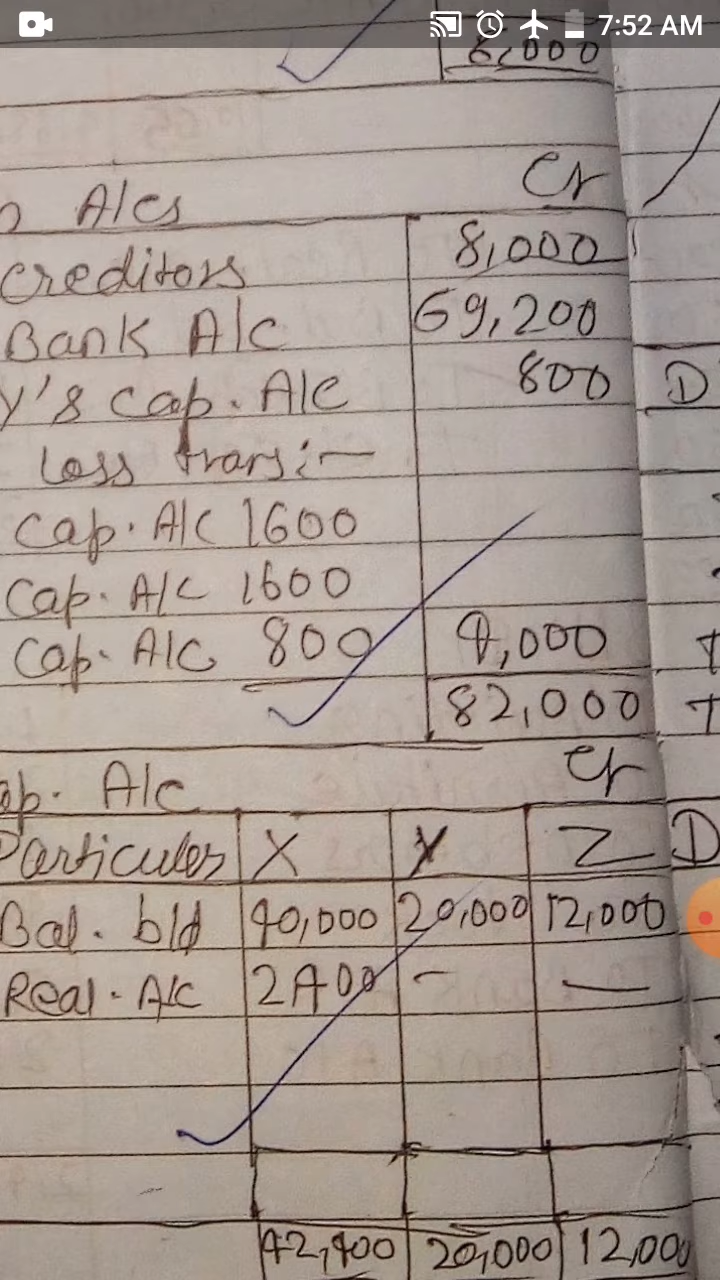 7:52 AM
6,000
A/cs Cr
creditors 8,000
Bank A/c 69,200
Y's Cap. A/c 800 D
Loss trans:-
Cap. A/c 1600
Cap. A/c 1600
Cap. A/c 800 4,000
82,000
A/c Cr
Particulers X Y Z D
Bal. b/d 40,000 20,000 12,000
Real. A/c 2400 - —
42,400 20,000 12,000